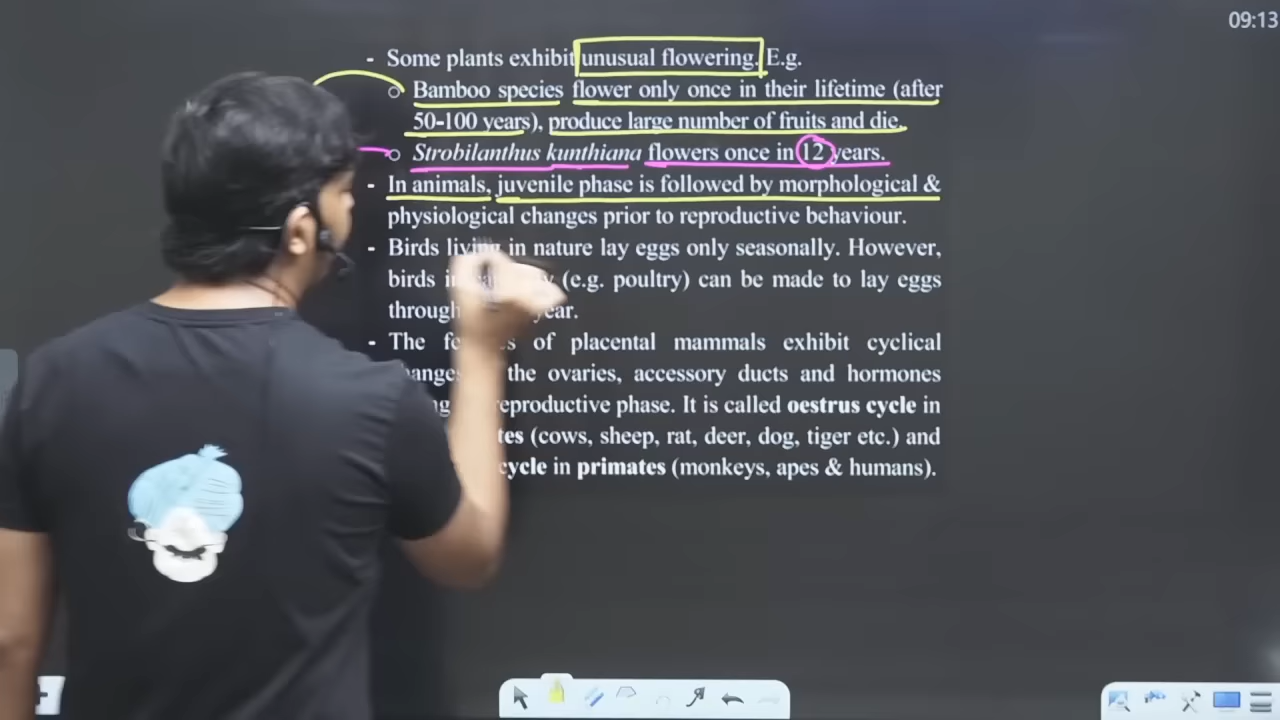 09:13
- Some plants exhibit unusual flowering. E.g.
o Bamboo species flower only once in their lifetime (after
50-100 years), produce large number of fruits and die.
o Strobilanthus kunthiana flowers once in 12 years.
- In animals, juvenile phase is followed by morphological &
physiological changes prior to reproductive behaviour.
- Birds living in nature lay eggs only seasonally. However,
birds (e.g. poultry) can be made to lay eggs
year.
- The of placental mammals exhibit cyclical
the ovaries, accessory ducts and hormones
reproductive phase. It is called oestrus cycle in
(cows, sheep, rat, deer, dog, tiger etc.) and
cycle in primates (monkeys, apes & humans).